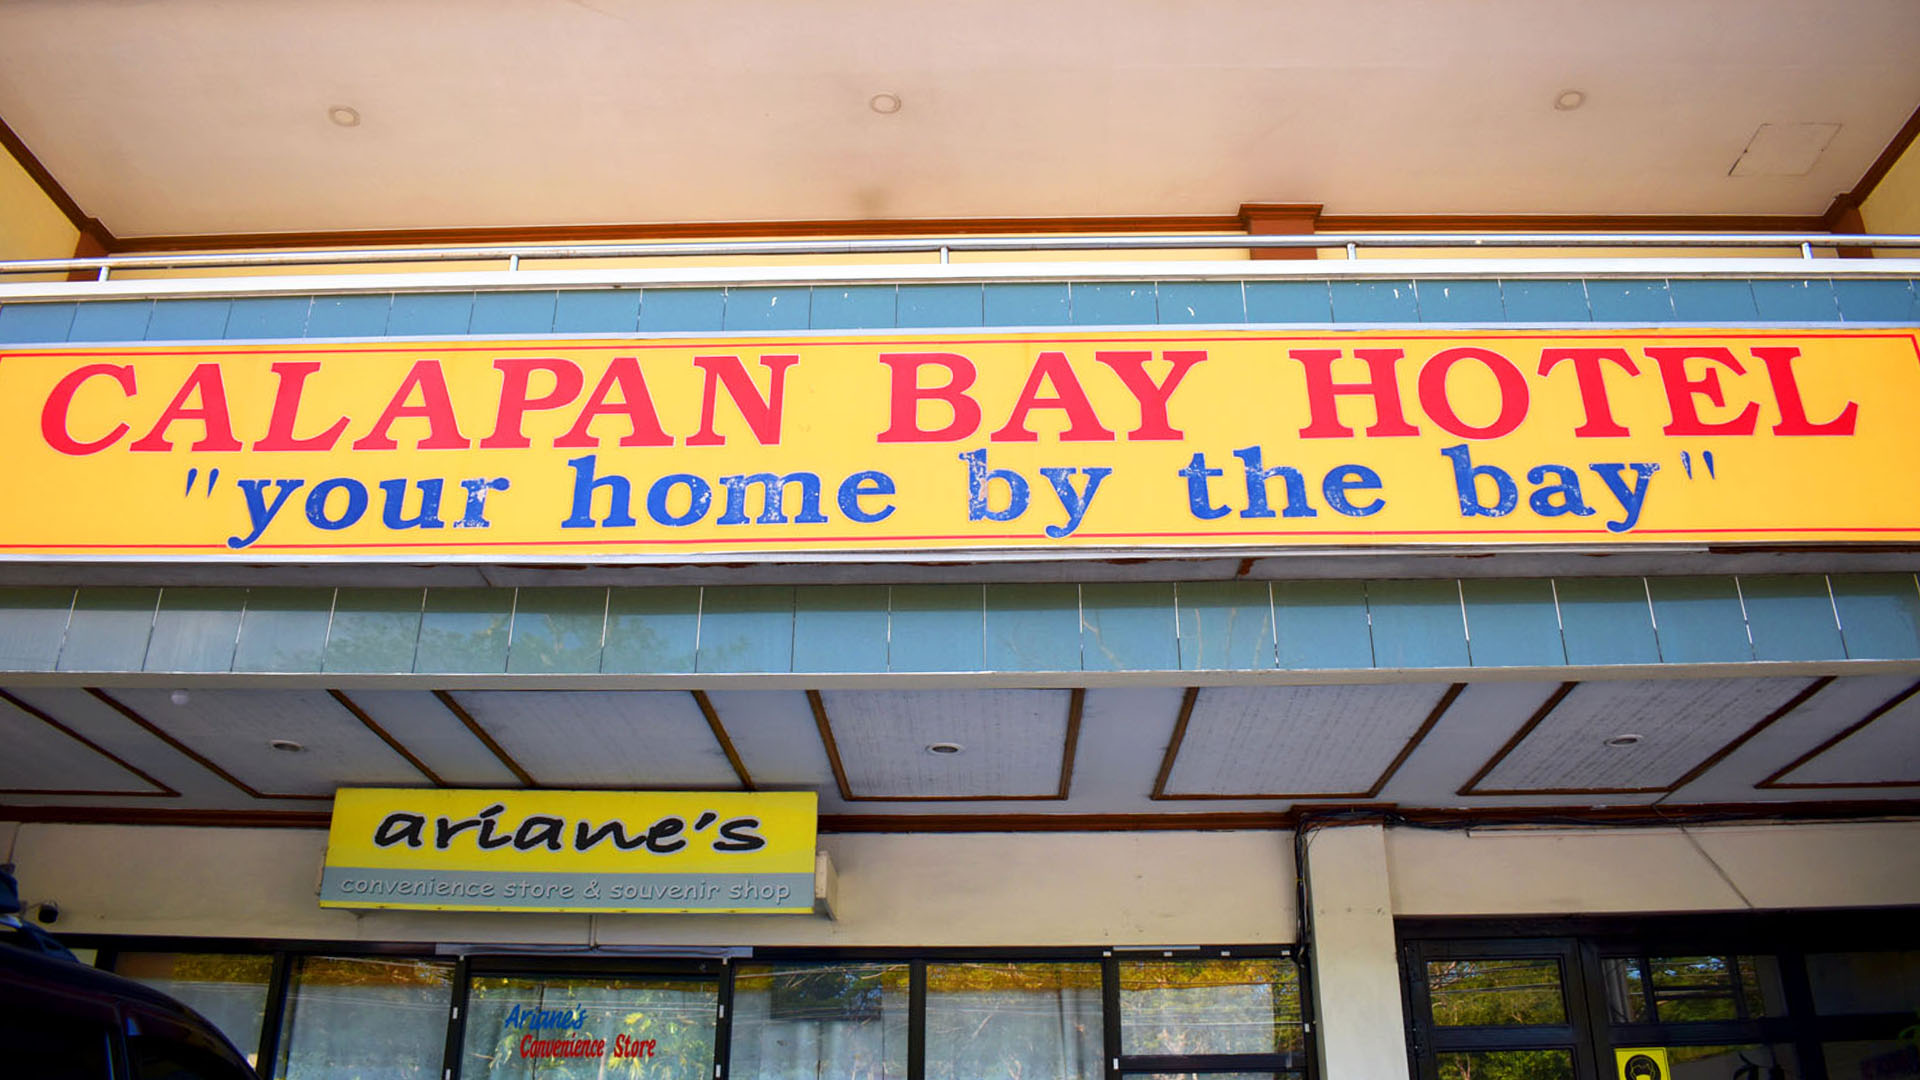 CALAPAN BAY HOTEL
"your home by the bay"
ariane's
convenience store & souvenir shop
Ariane's
Convenience Store